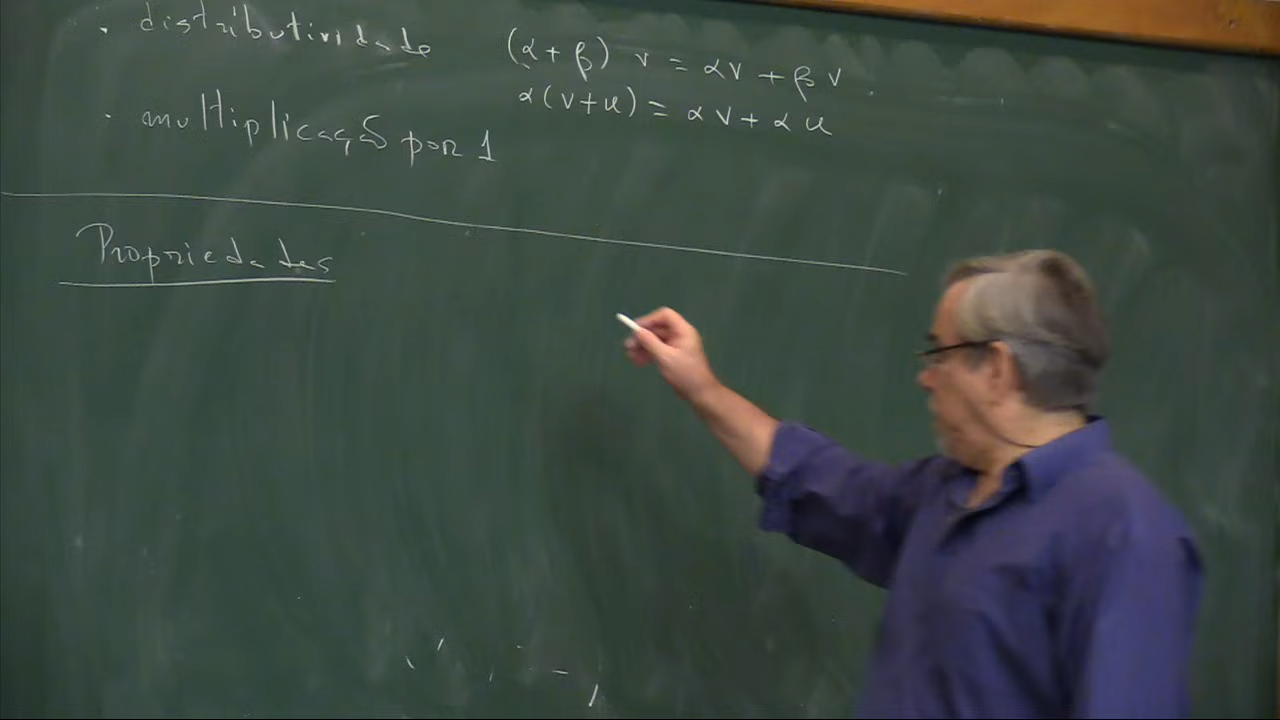 . distributividade (α+β) v = αv + βv.
α(v+u) = αv + αu
. multiplicação por 1
Propriedades